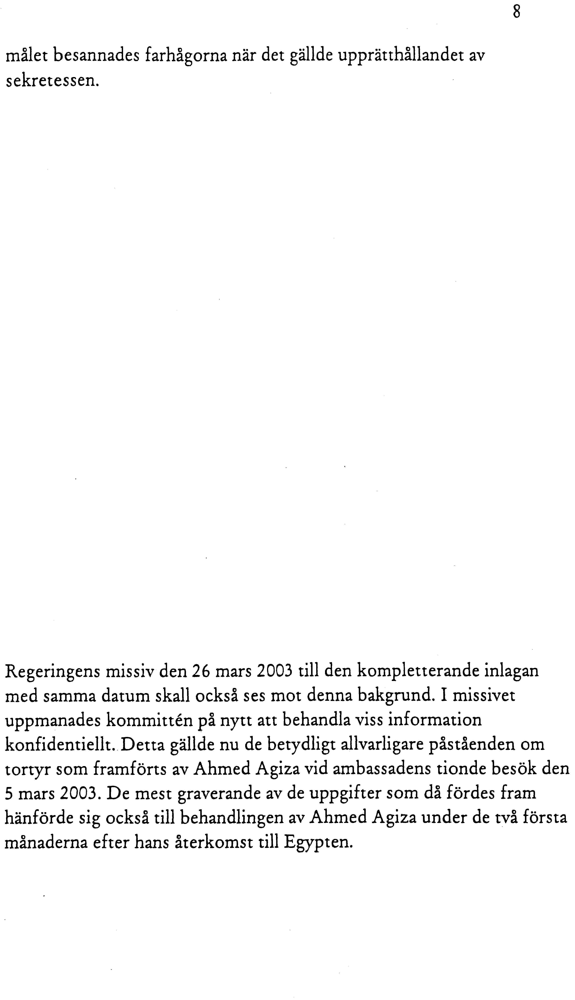 8
målet besannades farhågorna när det gällde upprätthållandet av
sekretessen.
Regeringens missiv den 26 mars 2003 till den kompletterande inlagan
med samma datum skall också ses mot denna bakgrund. I missivet
uppmanades kommittén på nytt att behandla viss information
konfidentiellt. Detta gällde nu de betydligt allvarligare påståenden om
tortyr som framförts av Ahmed Agiza vid ambassadens tionde besök den
5 mars 2003. De mest graverande av de uppgifter som då fördes fram
hänförde sig också till behandlingen av Ahmed Agiza under de två första
månaderna efter hans återkomst till Egypten.